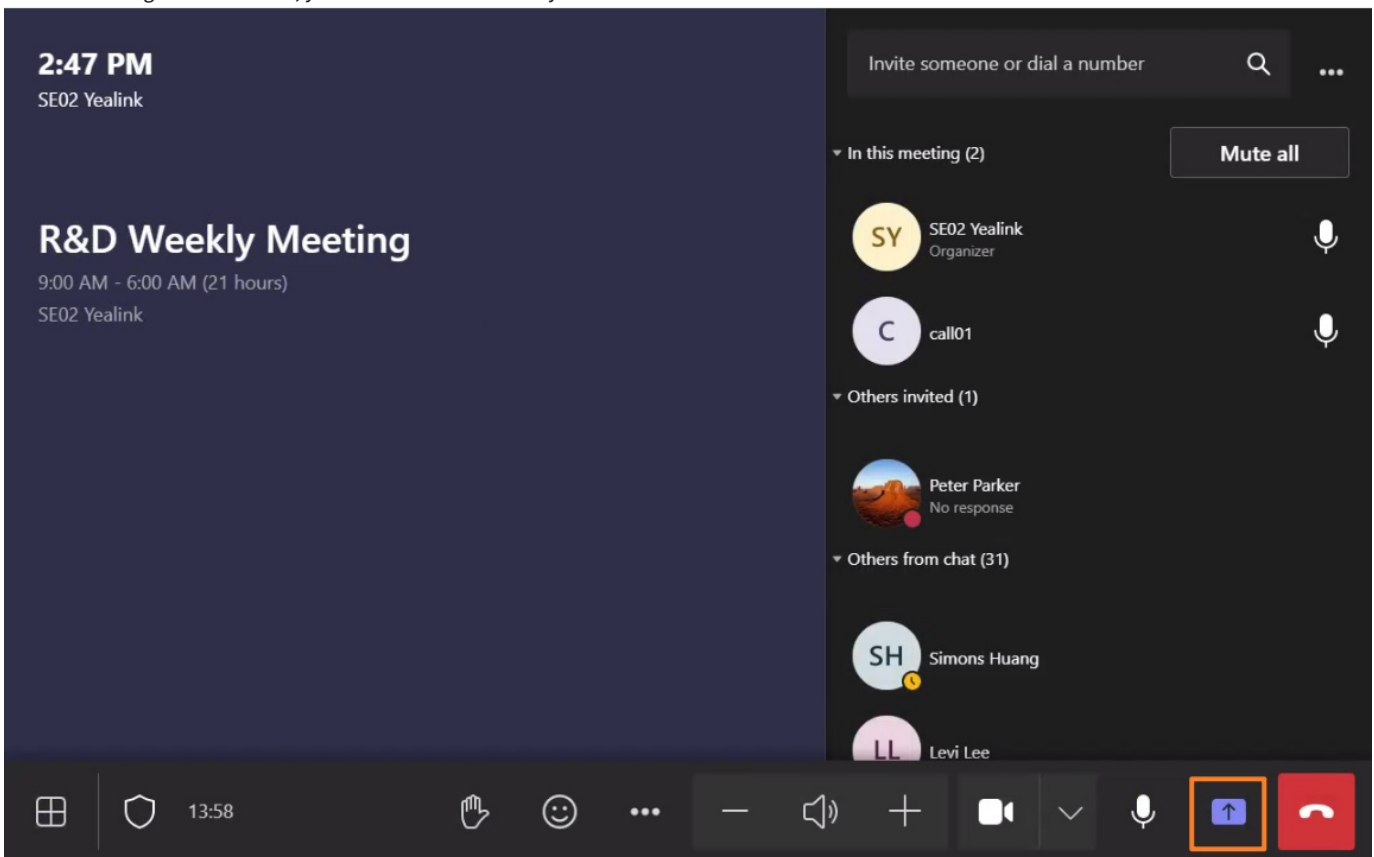 2:47 PM
SE02 Yealink
R&D Weekly Meeting
9:00 AM - 6:00 AM (21 hours)
SE02 Yealink
Invite someone or dial a number
In this meeting (2)
Mute all
SY
SE02 Yealink
Organizer
C
call01
Others invited (1)
Peter Parker
No response
Others from chat (31)
SH
Simons Huang
LL
Levi Lee
13:58